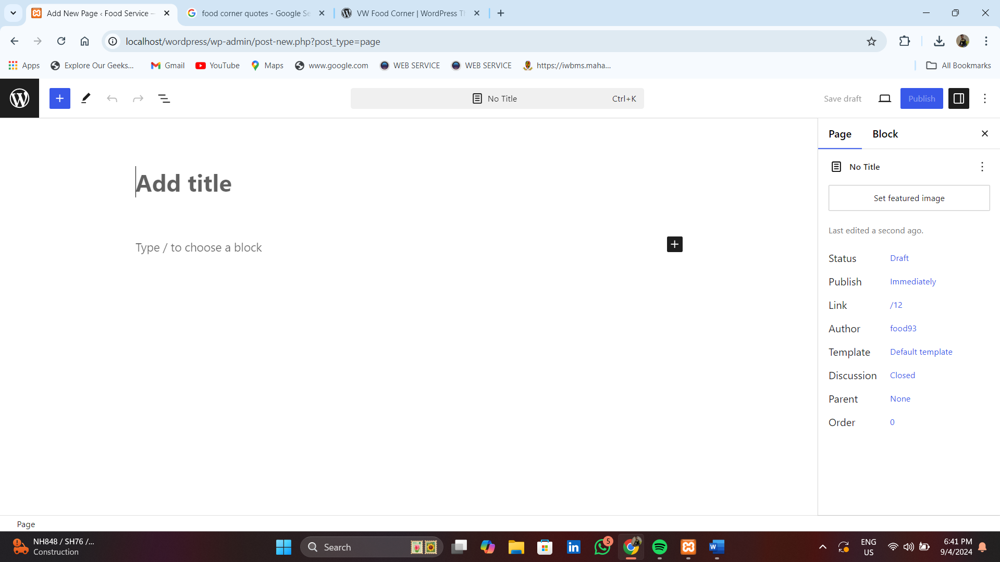 Add New Page ‹ Food Service —
food corner quotes - Google Se
VW Food Corner | WordPress Th
localhost/wordpress/wp-admin/post-new.php?post_type=page
Apps
Explore Our Geeks...
Gmail
YouTube
Maps
www.google.com
WEB SERVICE
WEB SERVICE
https://iwbms.maha...
All Bookmarks
No Title
Ctrl+K
Save draft
Publish
Page
Block
No Title
Set featured image
Last edited a second ago.
Status Draft
Publish Immediately
Link /12
Author food93
Template Default template
Discussion Closed
Parent None
Order 0
Add title
Type / to choose a block
Page
NH848 / SH76 /...
Construction
Search
5
ENG
US
6:41 PM
9/4/2024